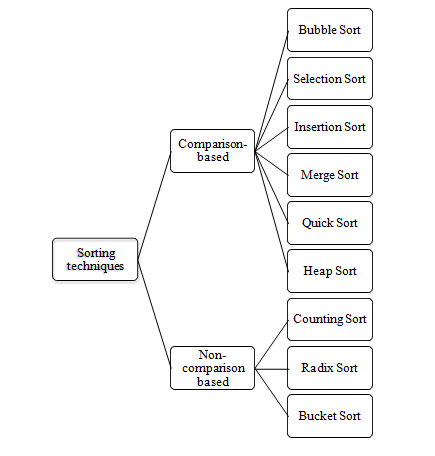 Sorting
techniques
Comparison-
based
Bubble Sort
Selection Sort
Insertion Sort
Merge Sort
Quick Sort
Heap Sort
Non-
comparison
based
Counting Sort
Radix Sort
Bucket Sort